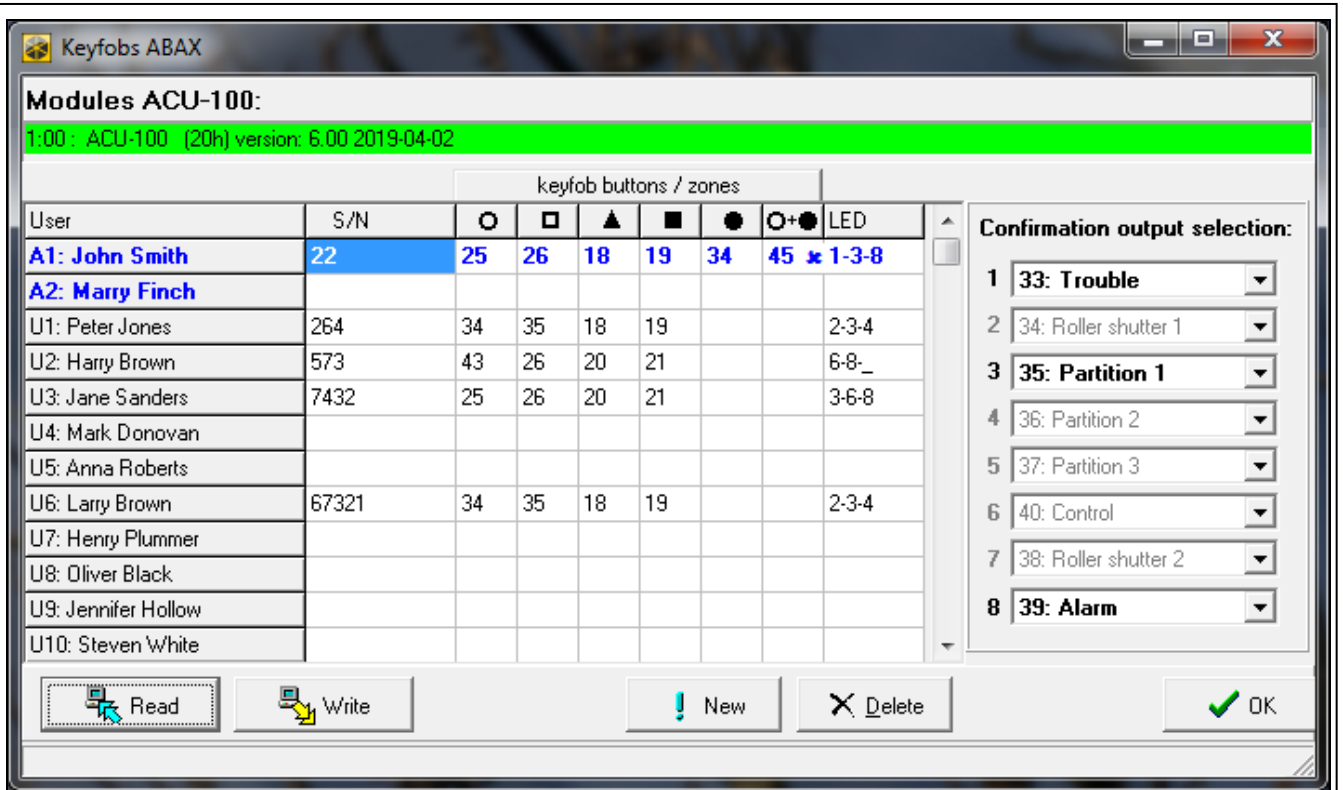 Keyfobs ABAX
Modules ACU-100:
1:00 : ACU-100 (20h) version: 6.00 2019-04-02
keyfob buttons / zones
User S/N ○ □ ▲ ■ ● ○+● LED
A1: John Smith 22 25 26 18 19 34 45 × 1-3-8
A2: Marry Finch
U1: Peter Jones 264 34 35 18 19 2-3-4
U2: Harry Brown 573 43 26 20 21 6-8-_
U3: Jane Sanders 7432 25 26 20 21 3-6-8
U4: Mark Donovan
U5: Anna Roberts
U6: Larry Brown 67321 34 35 18 19 2-3-4
U7: Henry Plummer
U8: Oliver Black
U9: Jennifer Hollow
U10: Steven White
Confirmation output selection:
1 33: Trouble
2 34: Roller shutter 1
3 35: Partition 1
4 36: Partition 2
5 37: Partition 3
6 40: Control
7 38: Roller shutter 2
8 39: Alarm
Read Write New Delete OK